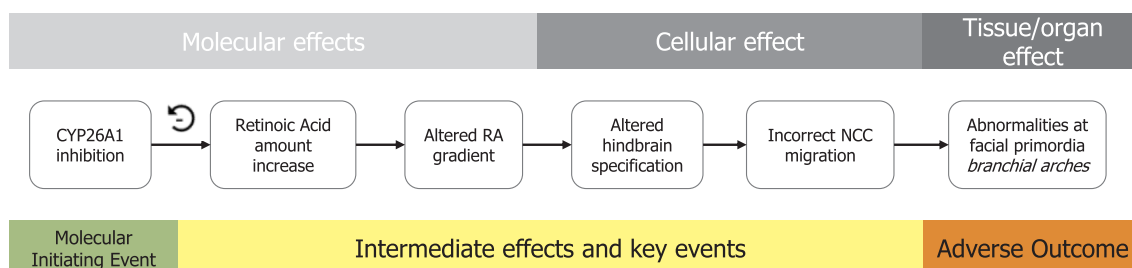 Molecular effects
Cellular effect
Tissue/organ
effect
CYP26A1
inhibition
Retinoic Acid
amount
increase
Altered RA
gradient
Altered
hindbrain
specification
Incorrect NCC
migration
Abnormalities at
facial primordia
branchial arches
Molecular
Initiating Event
Intermediate effects and key events
Adverse Outcome